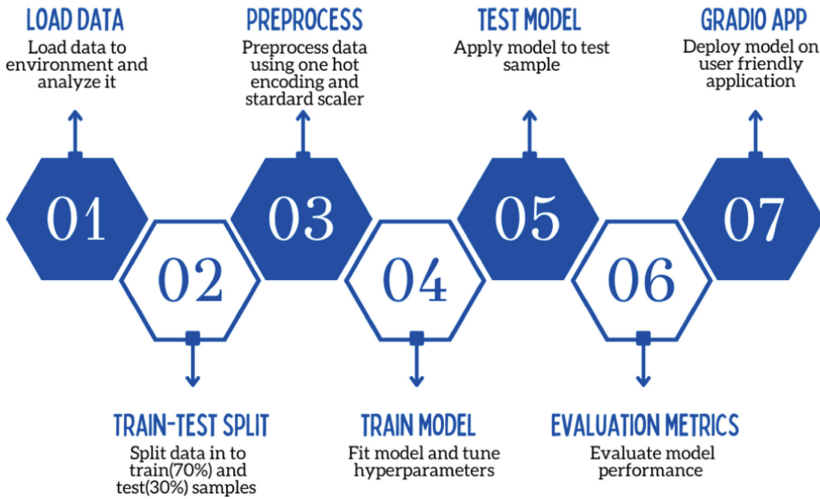 LOAD DATA
Load data to
environment and
analyze it
PREPROCESS
Preprocess data
using one hot
encoding and
stardard scaler
TEST MODEL
Apply model to test
sample
GRADIO APP
Deploy model on
user friendly
application
01
02
03
04
05
06
07
TRAIN-TEST SPLIT
Split data in to
train(70%) and
test(30%) samples
TRAIN MODEL
Fit model and tune
hyperparameters
EVALUATION METRICS
Evaluate model
performance